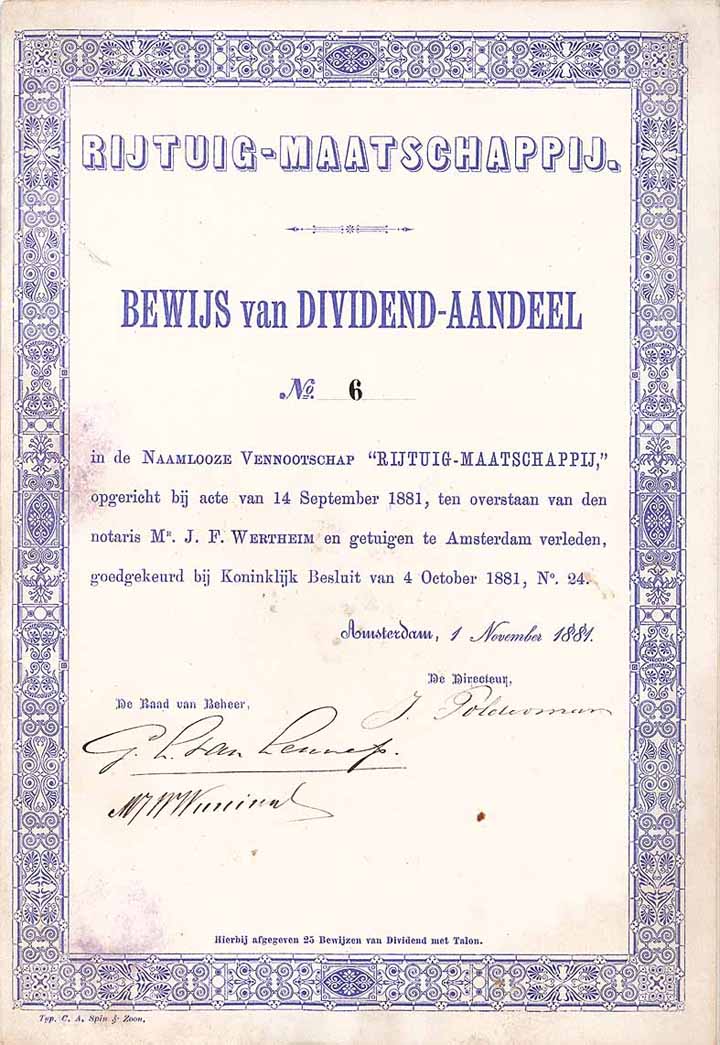 RIJTUIG-MAATSCHAPPIJ.
BEWIJS van DIVIDEND-AANDEEL
No. 6
in de NAAMLOOZE VENNOOTSCHAP "RIJTUIG-MAATSCHAPPIJ,"
opgericht bij acte van 14 September 1881, ten overstaan van den
notaris Mr. J. F. WERTHEIM en getuigen te Amsterdam verleden,
goedgekeurd bij Koninklijk Besluit van 4 October 1881, No. 24.
Amsterdam, 1 November 1881.
De Directeur,
De Raad van Beheer,
J. Polderman
G. L. van Lennep.
Hierbij afgegeven 25 Bewijzen van Dividend met Talon.
Typ. C. A. Spin & Zoon.